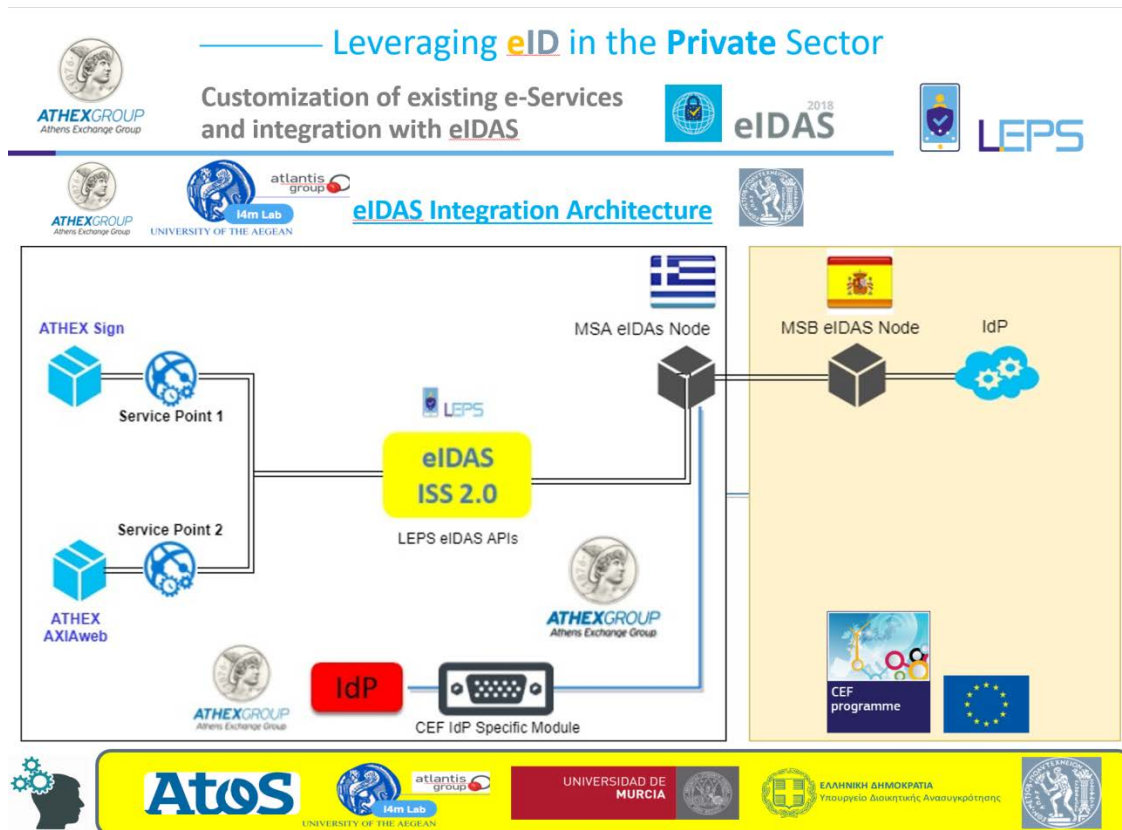 Leveraging eID in the Private Sector
ATHEXGROUP
Athens Exchange Group
Customization of existing e-Services
and integration with eIDAS
2018
eIDAS
LEPS
ATHEXGROUP
Athens Exchange Group
i4m Lab
UNIVERSITY OF THE AEGEAN
atlantis
group
eIDAS Integration Architecture
ATHEX Sign
Service Point 1
MSA eIDAs Node
MSB eIDAS Node
IdP
LEPS
eIDAS
ISS 2.0
LEPS eIDAS APIs
Service Point 2
ATHEX
AXIAweb
ATHEXGROUP
Athens Exchange Group
ATHEXGROUP
Athens Exchange Group
IdP
CEF IdP Specific Module
CEF
programme
Atos
i4m Lab
UNIVERSITY OF THE AEGEAN
atlantis
group
UNIVERSIDAD DE
MURCIA
ΕΛΛΗΝΙΚΗ ΔΗΜΟΚΡΑΤΙΑ
Υπουργείο Διοικητικής Ανασυγκρότησης